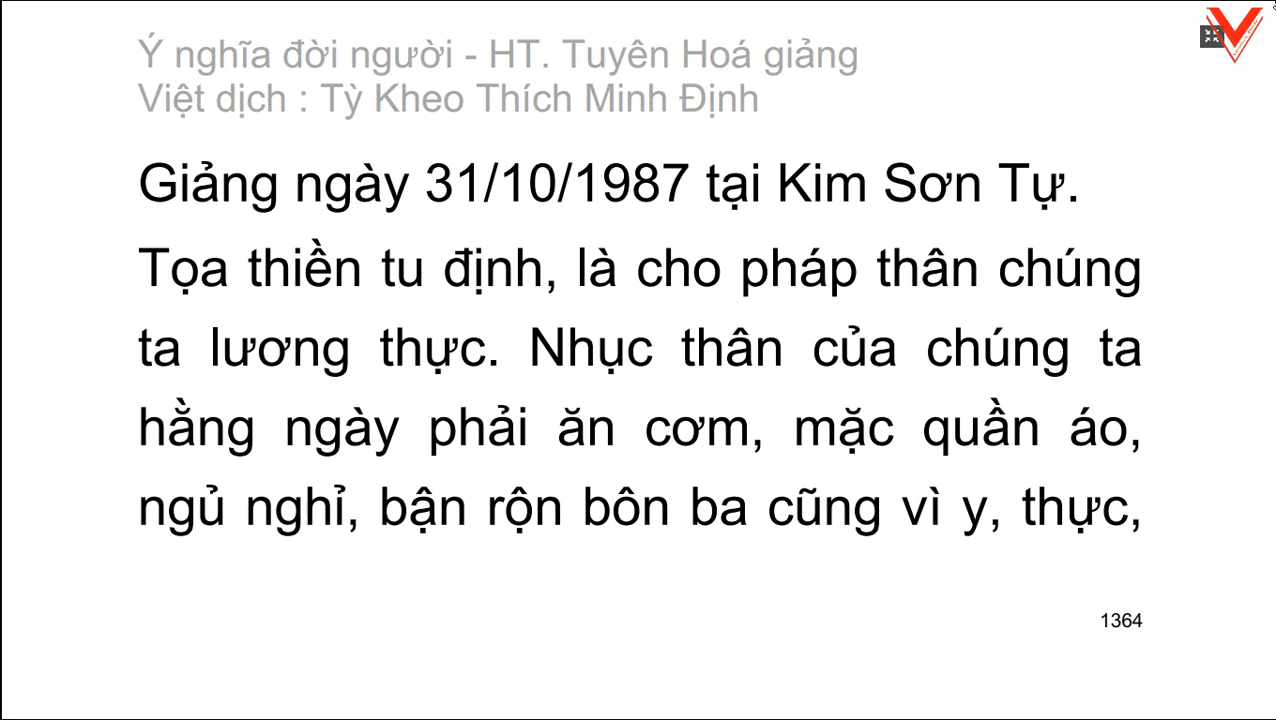 Ý nghĩa đời người - HT. Tuyên Hoá giảng
Việt dịch : Tỳ Kheo Thích Minh Định
Giảng ngày 31/10/1987 tại Kim Sơn Tự.
Tọa thiền tu định, là cho pháp thân chúng
ta lương thực. Nhục thân của chúng ta
hằng ngày phải ăn cơm, mặc quần áo,
ngủ nghỉ, bận rộn bôn ba cũng vì y, thực,
1364